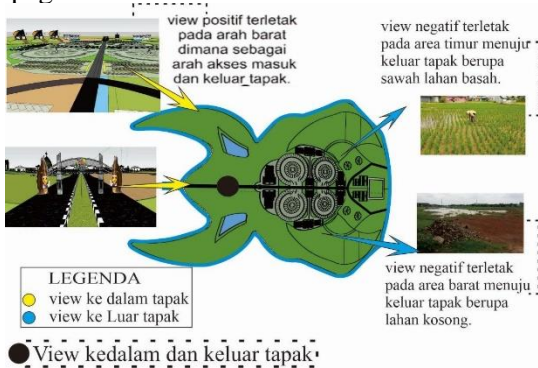 view positif terletak
pada arah barat
dimana sebagai
arah akses masuk
dan keluar tapak.
view negatif terletak
pada area timur menuju
keluar tapak berupa
sawah lahan basah.
view negatif terletak
pada area barat menuju
keluar tapak berupa
lahan kosong.
LEGENDA
view ke dalam tapak
view ke Luar tapak
View kedalam dan keluar tapak